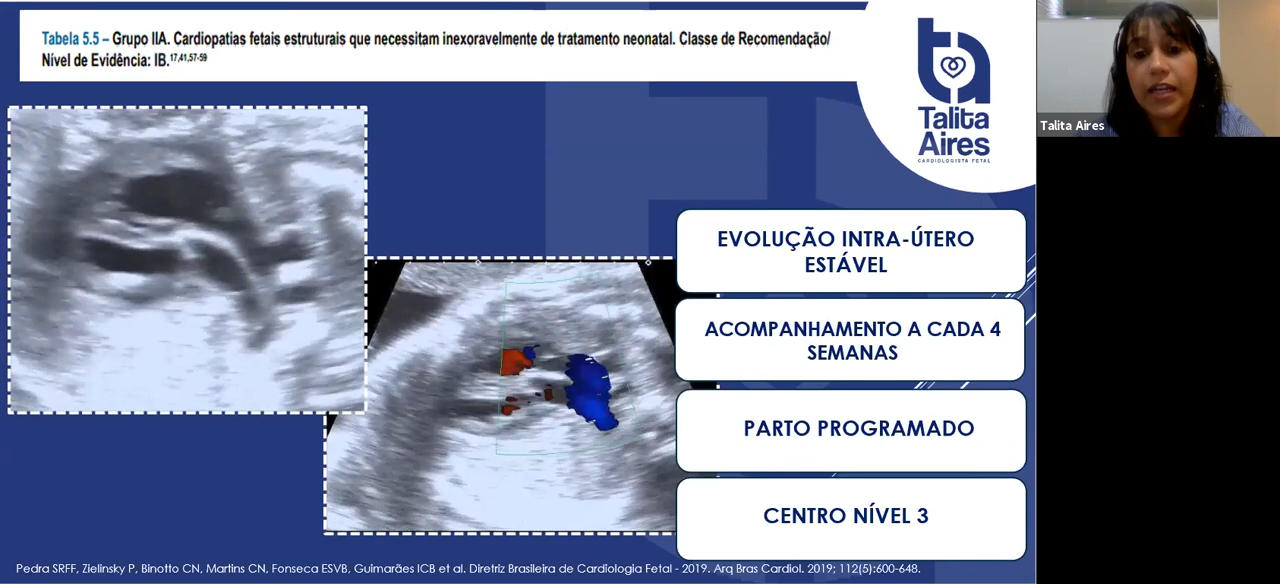 Tabela 5.5 – Grupo IIA. Cardiopatias fetais estruturais que necessitam inexoravelmente de tratamento neonatal. Classe de Recomendação/
Nível de Evidência: IB.17,41,57-59
ta
Talita
Aires
CARDIOLOGISTA FETAL
Talita Aires
EVOLUÇÃO INTRA-ÚTERO
ESTÁVEL
ACOMPANHAMENTO A CADA 4
SEMANAS
PARTO PROGRAMADO
CENTRO NÍVEL 3
Pedra SRFF, Zielinsky P, Binotto CN, Martins CN, Fonseca ESVB, Guimarães ICB et al. Diretriz Brasileira de Cardiologia Fetal - 2019. Arq Bras Cardiol. 2019; 112(5):600-648.